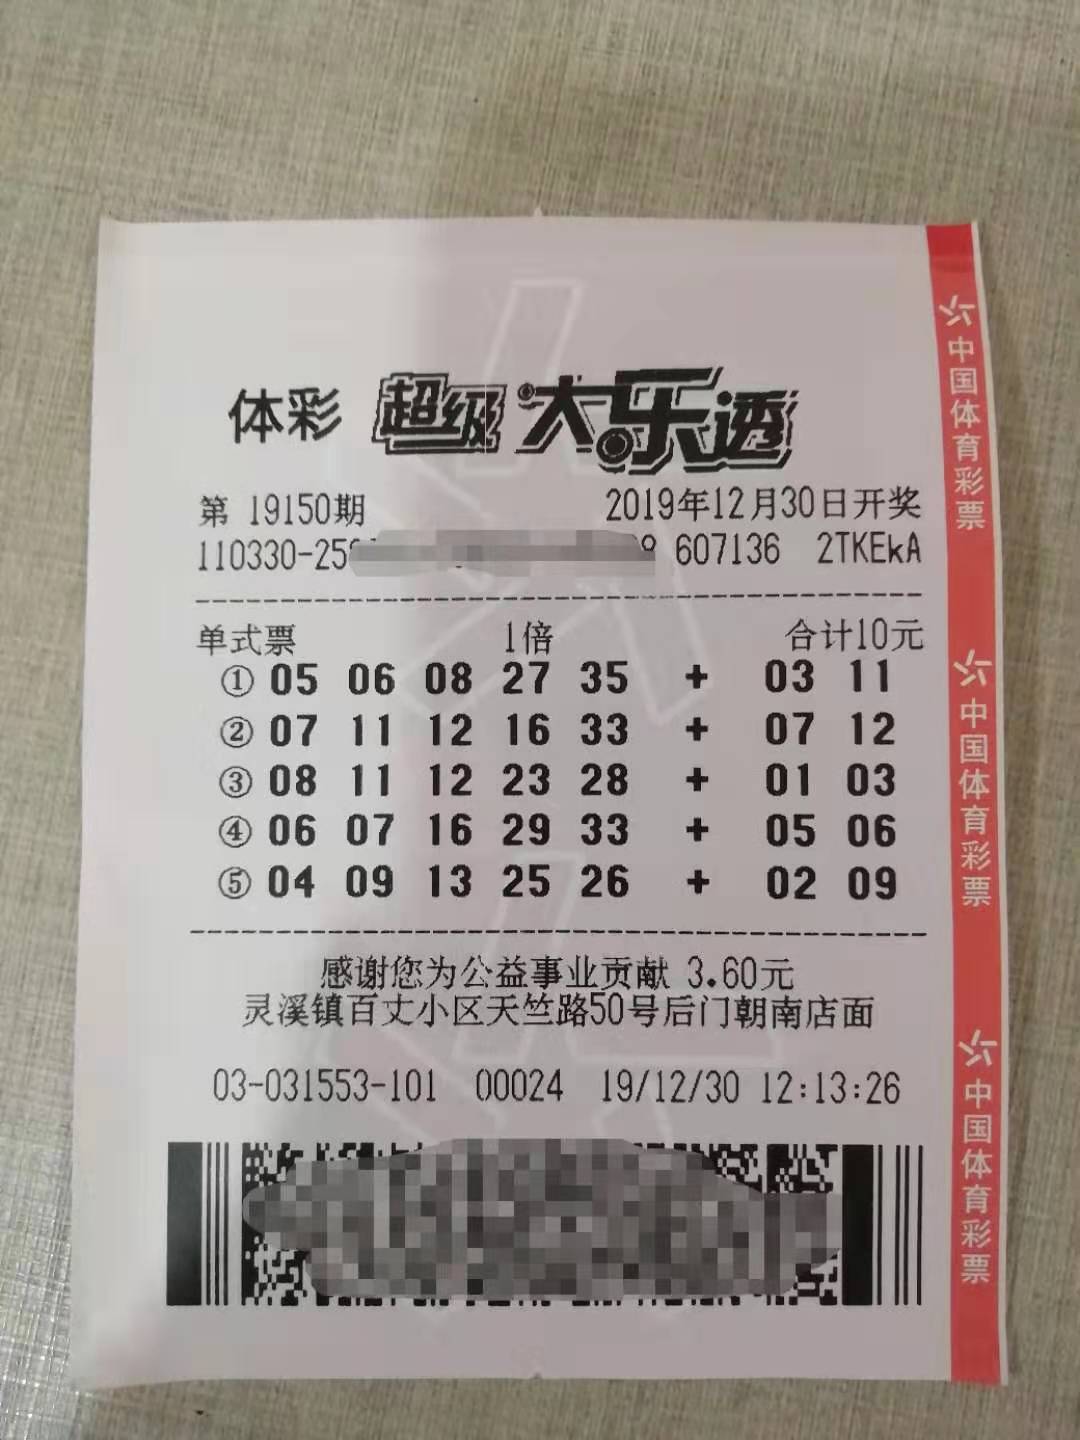 体彩 超级大乐透
第 19150期 2019年12月30日开奖
110330-25 607136 2TKEkA
单式票 1倍 合计10元
① 05 06 08 27 35 + 03 11
② 07 11 12 16 33 + 07 12
③ 08 11 12 23 28 + 01 03
④ 06 07 16 29 33 + 05 06
⑤ 04 09 13 25 26 + 02 09
感谢您为公益事业贡献 3.60元
灵溪镇百丈小区天竺路50号后门朝南店面
03-031553-101 00024 19/12/30 12:13:26
中国体育彩票
中国体育彩票
中国体育彩票